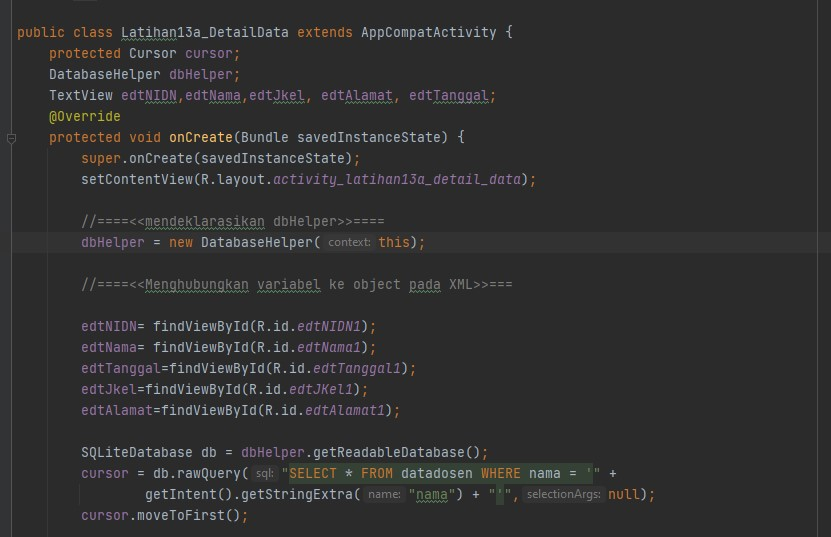 public class Latihan13a_DetailData extends AppCompatActivity {
protected Cursor cursor;
DatabaseHelper dbHelper;
TextView edtNIDN,edtNama,edtJkel, edtAlamat, edtTanggal;
@Override
protected void onCreate(Bundle savedInstanceState) {
super.onCreate(savedInstanceState);
setContentView(R.layout.activity_latihan13a_detail_data);
//====<<mendeklarasikan dbHelper>>====
dbHelper = new DatabaseHelper( context: this);
//====<<Menghubungkan variabel ke object pada XML>>===
edtNIDN= findViewById(R.id.edtNIDN1);
edtNama= findViewById(R.id.edtNama1);
edtTanggal=findViewById(R.id.edtTanggal1);
edtJkel=findViewById(R.id.edtJKel1);
edtAlamat=findViewById(R.id.edtAlamat1);
SQLiteDatabase db = dbHelper.getReadableDatabase();
cursor = db.rawQuery( sql: "SELECT * FROM datadosen WHERE nama = '" +
getIntent().getStringExtra( name: "nama") + "'", selectionArgs: null);
cursor.moveToFirst();